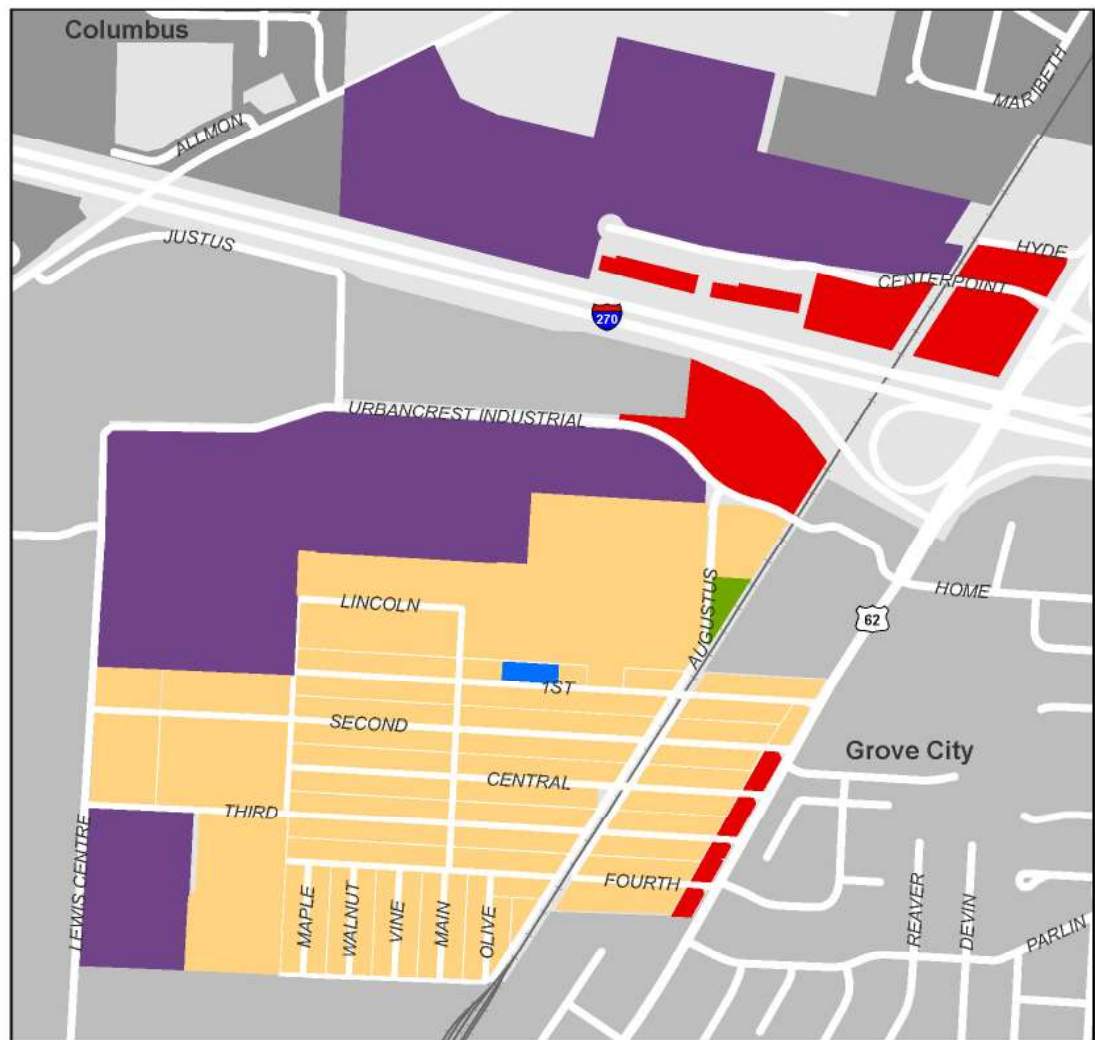 Columbus
MARIBETH
ALLMON
JUSTUS
HYDE
CENTERPOINT
270
URBANCREST INDUSTRIAL
HOME
LINCOLN
AUGUSTUS
62
1ST
SECOND
Grove City
CENTRAL
THIRD
LEWIS CENTRE
FOURTH
MAPLE
WALNUT
VINE
MAIN
OLIVE
REAVER
DEVIN
PARLIN